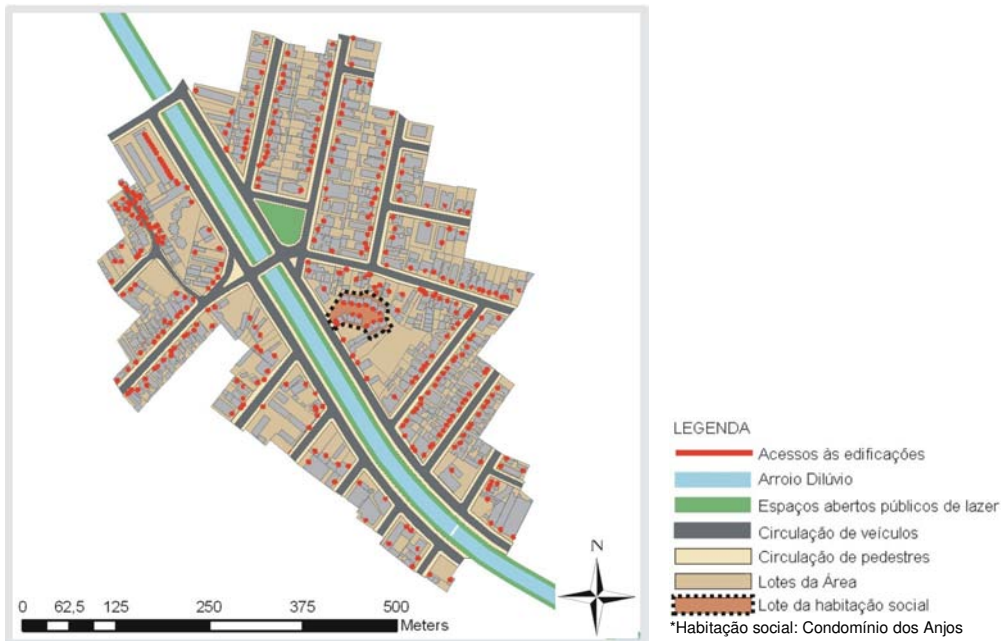 N
0 62,5 125 250 375 500
Meters
LEGENDA
Acessos às edificações
Arroio Dilúvio
Espaços abertos públicos de lazer
Circulação de veículos
Circulação de pedestres
Lotes da Área
Lote da habitação social
*Habitação social: Condomínio dos Anjos